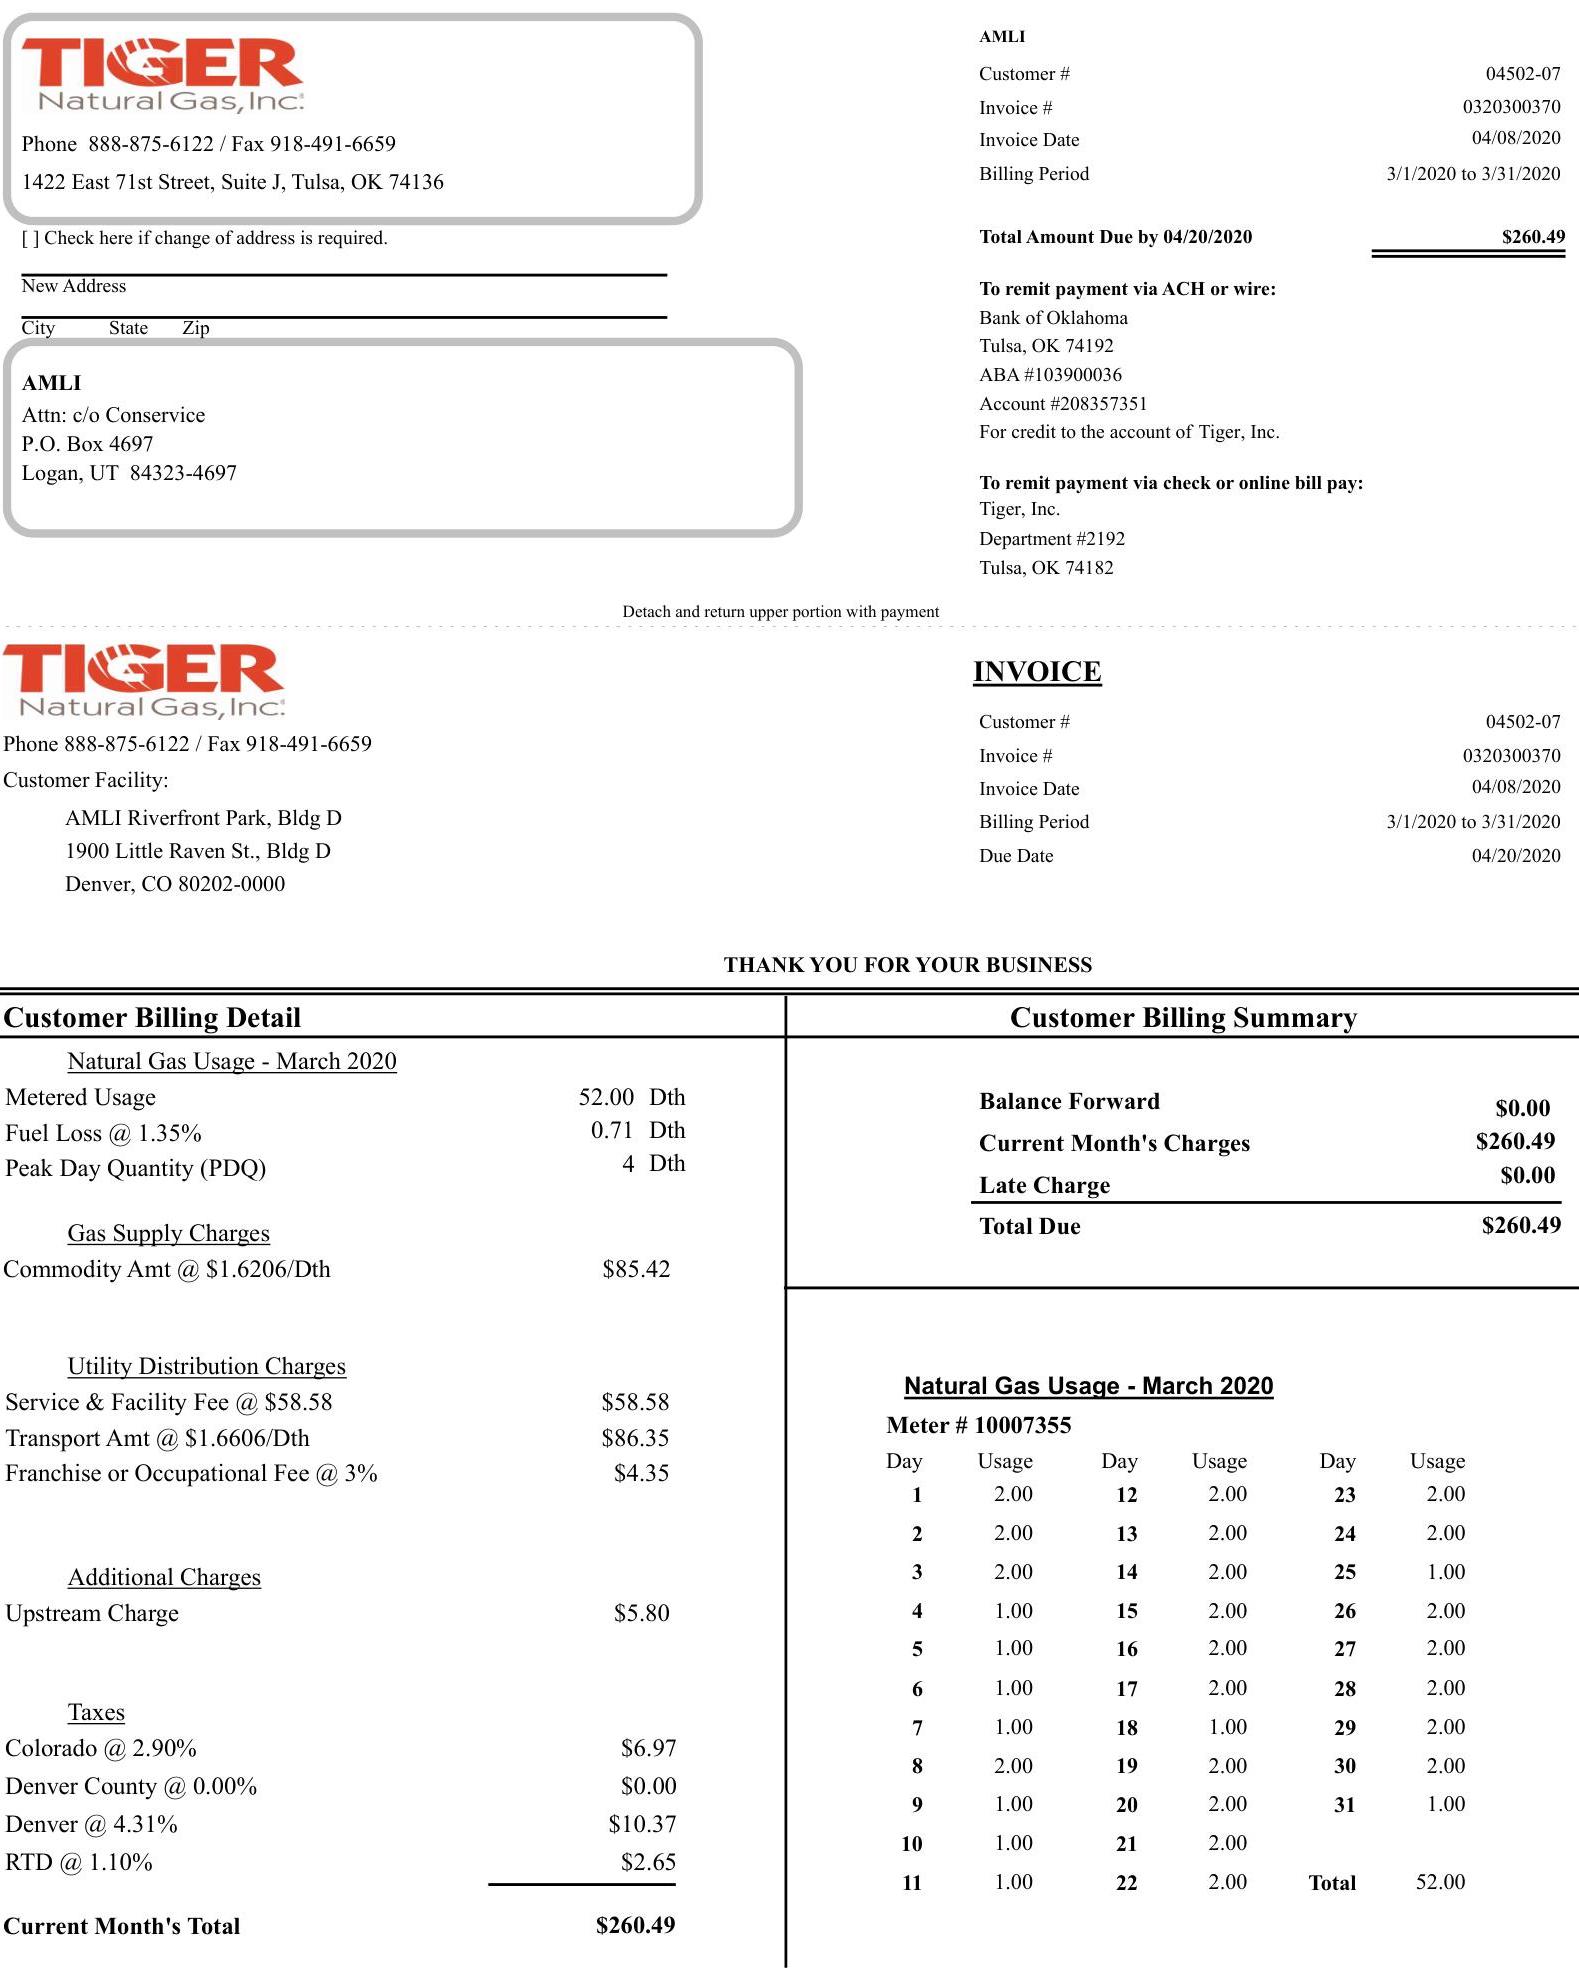 TIGER
Natural Gas, Inc.
Phone 888-875-6122 / Fax 918-491-6659
1422 East 71st Street, Suite J, Tulsa, OK 74136
[ ] Check here if change of address is required.
New Address
City State Zip
AMLI
Attn: c/o Conservice
P.O. Box 4697
Logan, UT 84323-4697
AMLI
Customer # 04502-07
Invoice # 0320300370
Invoice Date 04/08/2020
Billing Period 3/1/2020 to 3/31/2020
Total Amount Due by 04/20/2020 $260.49
To remit payment via ACH or wire:
Bank of Oklahoma
Tulsa, OK 74192
ABA #103900036
Account #208357351
For credit to the account of Tiger, Inc.
To remit payment via check or online bill pay:
Tiger, Inc.
Department #2192
Tulsa, OK 74182
Detach and return upper portion with payment
TIGER
Natural Gas, Inc.
Phone 888-875-6122 / Fax 918-491-6659
Customer Facility:
AMLI Riverfront Park, Bldg D
1900 Little Raven St., Bldg D
Denver, CO 80202-0000
INVOICE
Customer # 04502-07
Invoice # 0320300370
Invoice Date 04/08/2020
Billing Period 3/1/2020 to 3/31/2020
Due Date 04/20/2020
THANK YOU FOR YOUR BUSINESS
Customer Billing Detail
Natural Gas Usage - March 2020
Metered Usage 52.00 Dth
Fuel Loss @ 1.35% 0.71 Dth
Peak Day Quantity (PDQ) 4 Dth
Gas Supply Charges
Commodity Amt @ $1.6206/Dth $85.42
Utility Distribution Charges
Service & Facility Fee @ $58.58 $58.58
Transport Amt @ $1.6606/Dth $86.35
Franchise or Occupational Fee @ 3% $4.35
Additional Charges
Upstream Charge $5.80
Taxes
Colorado @ 2.90% $6.97
Denver County @ 0.00% $0.00
Denver @ 4.31% $10.37
RTD @ 1.10% $2.65
Current Month's Total $260.49
Customer Billing Summary
Balance Forward $0.00
Current Month's Charges $260.49
Late Charge $0.00
Total Due $260.49
Natural Gas Usage - March 2020
Meter # 10007355
Day Usage Day Usage Day Usage
1 2.00 12 2.00 23 2.00
2 2.00 13 2.00 24 2.00
3 2.00 14 2.00 25 1.00
4 1.00 15 2.00 26 2.00
5 1.00 16 2.00 27 2.00
6 1.00 17 2.00 28 2.00
7 1.00 18 1.00 29 2.00
8 2.00 19 2.00 30 2.00
9 1.00 20 2.00 31 1.00
10 1.00 21 2.00
11 1.00 22 2.00 Total 52.00